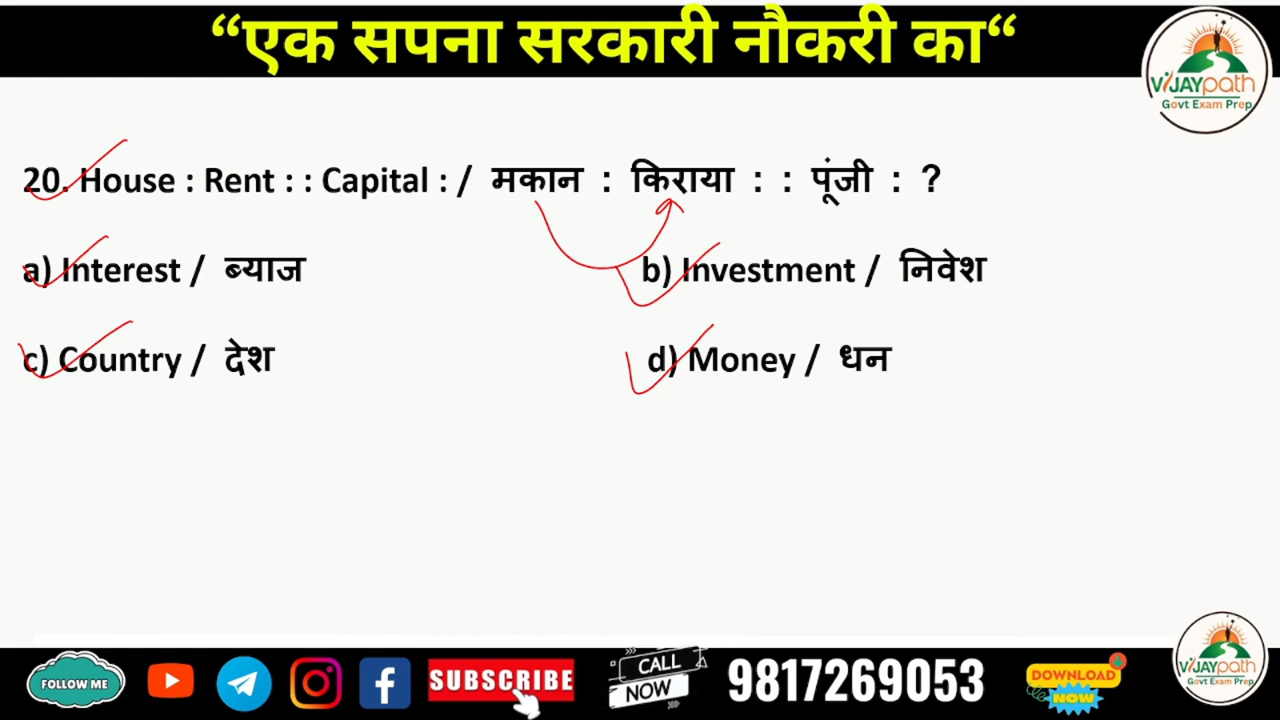 “एक सपना सरकारी नौकरी का“
ViJAYpath
Govt Exam Prep
20. House : Rent : : Capital : / मकान : किराया : : पूंजी : ?
a) Interest / ब्याज
b) Investment / निवेश
c) Country / देश
d) Money / धन
FOLLOW ME
SUBSCRIBE
CALL
NOW
9817269053
DOWNLOAD
NOW
ViJAYpath
Govt Exam Prep